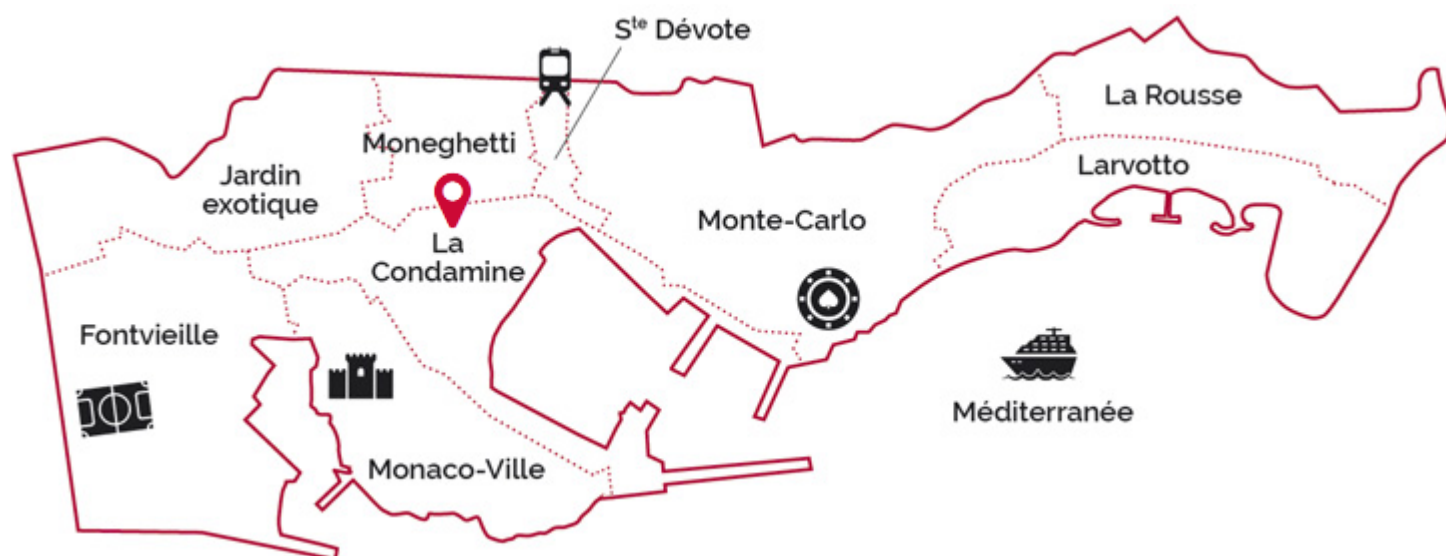 Sᵗᵉ Dévote
La Rousse
Moneghetti
Larvotto
Jardin
exotique
Monte-Carlo
La
Condamine
Fontvieille
Méditerranée
Monaco-Ville